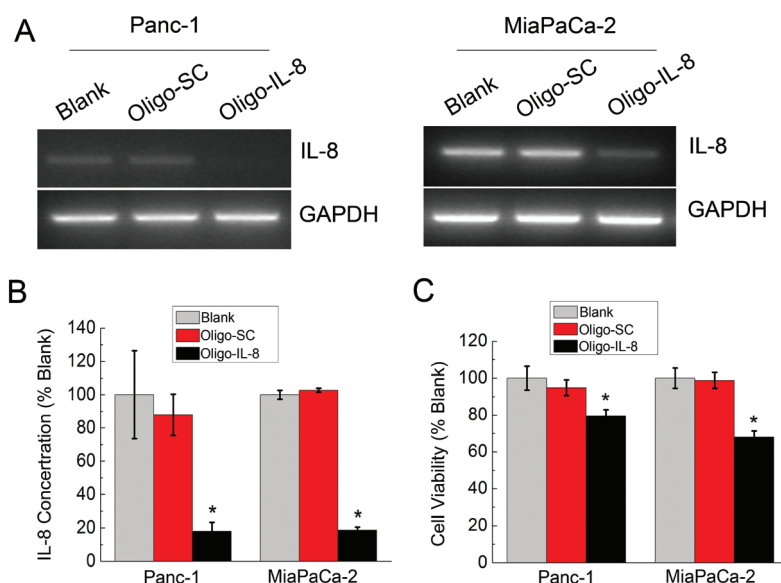 A
Panc-1
Blank
Oligo-SC
Oligo-IL-8
IL-8
GAPDH
MiaPaCa-2
Blank
Oligo-SC
Oligo-IL-8
IL-8
GAPDH
B
IL-8 Concertration (% Blank)
140
120
100
80
60
40
20
0
Blank
Oligo-SC
Oligo-IL-8
*
*
Panc-1
MiaPaCa-2
C
Cell Viability (% Blank)
120
100
80
60
40
20
0
Blank
Oligo-SC
Oligo-IL-8
*
*
Panc-1
MiaPaCa-2